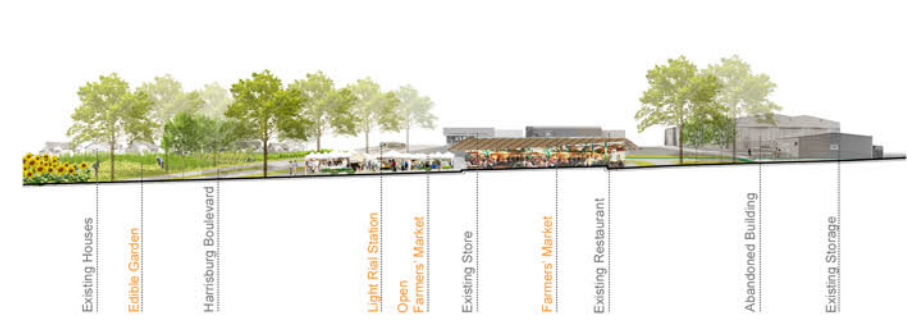 Existing Houses
Edible Garden
Harrisburg Boulevard
Light Rial Station
Open
Farmers' Market
Existing Store
Farmers' Market
Existing Restaurant
Abandoned Building
Existing Storage